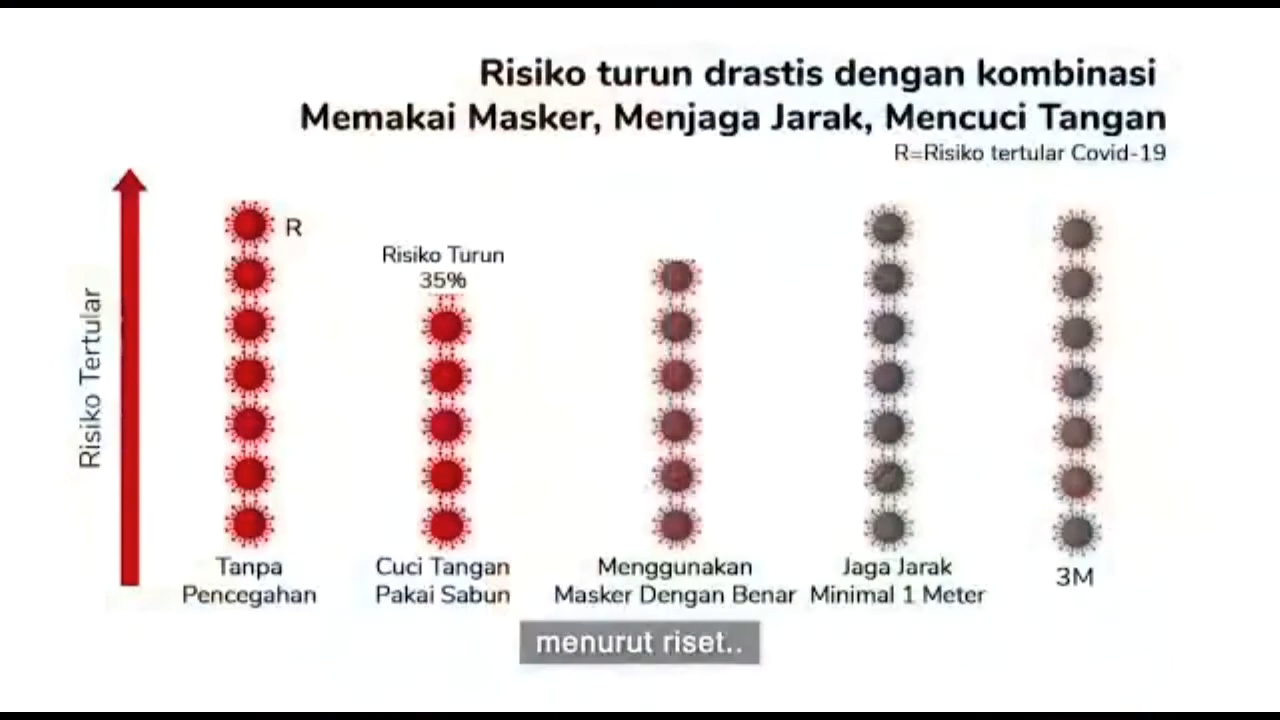 Risiko turun drastis dengan kombinasi
Memakai Masker, Menjaga Jarak, Mencuci Tangan
R=Risiko tertular Covid-19
Risiko Tertular
R
Risiko Turun
35%
Tanpa
Pencegahan
Cuci Tangan
Pakai Sabun
Menggunakan
Masker Dengan Benar
Jaga Jarak
Minimal 1 Meter
3M
menurut riset..